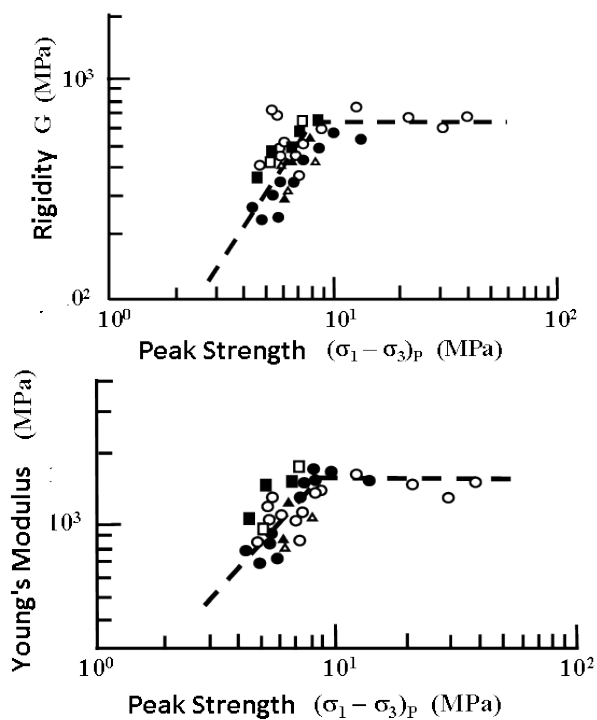 Rigidity G (MPa)
10³
02
10⁰
10¹
10²
Peak Strength (σ₁ – σ₃)ₚ (MPa)
Young's Modulus (MPa)
10³
10⁰
10¹
10²
Peak Strength (σ₁ – σ₃)ₚ (MPa)